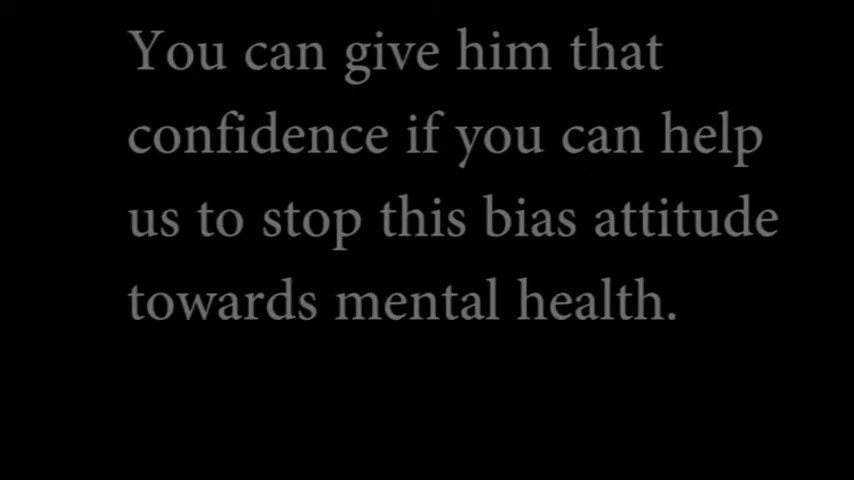 You can give him that
confidence if you can help
us to stop this bias attitude
towards mental health.